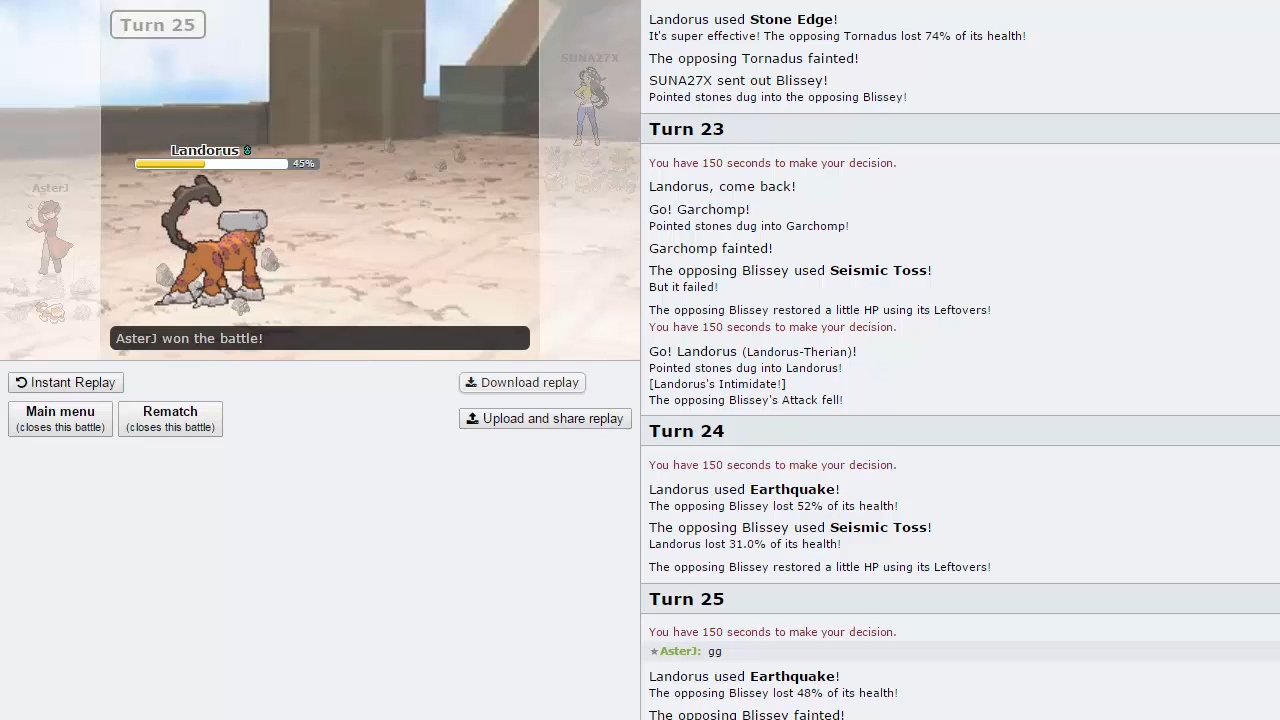 Turn 25
SUNA27X
Landorus
45%
AsterJ
AsterJ won the battle!
Instant Replay
Download replay
Main menu
(closes this battle)
Rematch
(closes this battle)
Upload and share replay
Landorus used Stone Edge!
It's super effective! The opposing Tornadus lost 74% of its health!
The opposing Tornadus fainted!
SUNA27X sent out Blissey!
Pointed stones dug into the opposing Blissey!
Turn 23
You have 150 seconds to make your decision.
Landorus, come back!
Go! Garchomp!
Pointed stones dug into Garchomp!
Garchomp fainted!
The opposing Blissey used Seismic Toss!
But it failed!
The opposing Blissey restored a little HP using its Leftovers!
You have 150 seconds to make your decision.
Go! Landorus (Landorus-Therian)!
Pointed stones dug into Landorus!
[Landorus's Intimidate!]
The opposing Blissey's Attack fell!
Turn 24
You have 150 seconds to make your decision.
Landorus used Earthquake!
The opposing Blissey lost 52% of its health!
The opposing Blissey used Seismic Toss!
Landorus lost 31.0% of its health!
The opposing Blissey restored a little HP using its Leftovers!
Turn 25
You have 150 seconds to make your decision.
★AsterJ: gg
Landorus used Earthquake!
The opposing Blissey lost 48% of its health!
The opposing Blissey fainted!